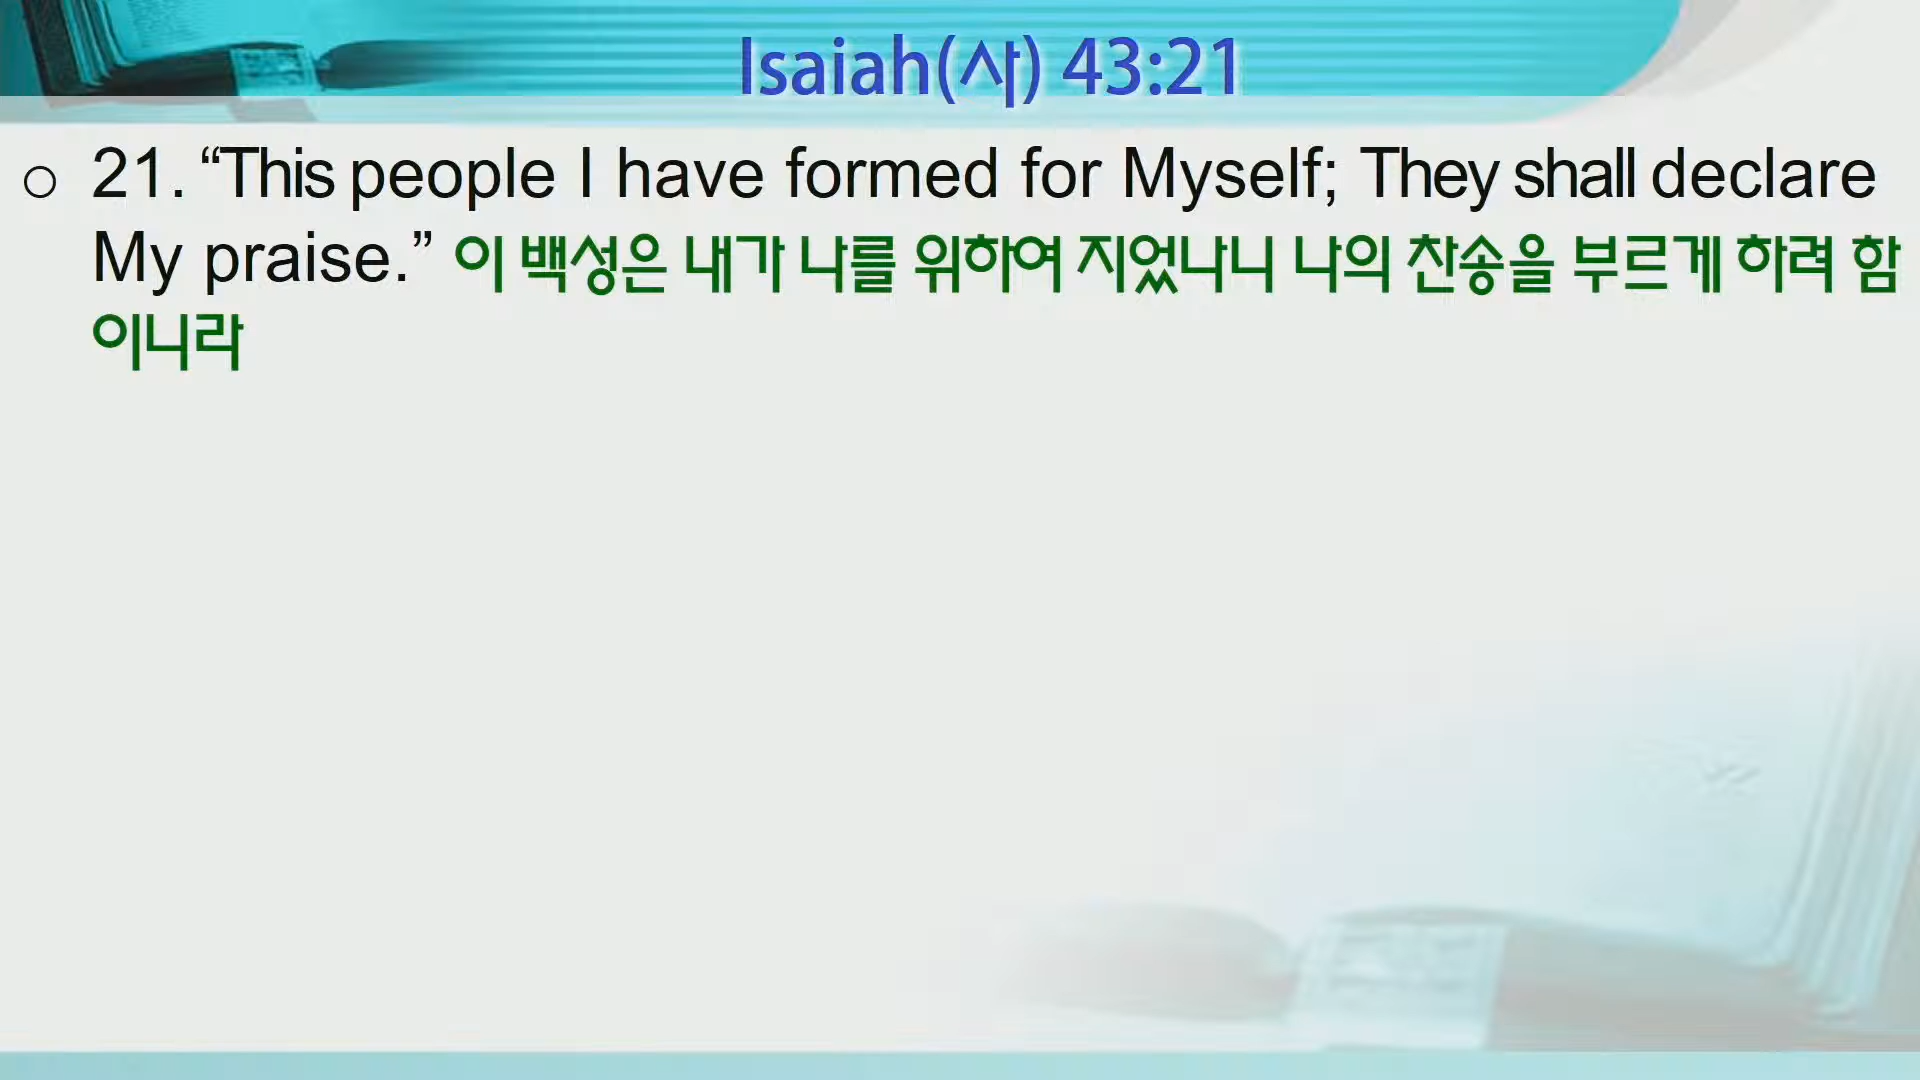 Isaiah(사) 43:21
○ 21. “This people I have formed for Myself; They shall declare
My praise.” 이 백성은 내가 나를 위하여 지었나니 나의 찬송을 부르게 하려 함
이니라